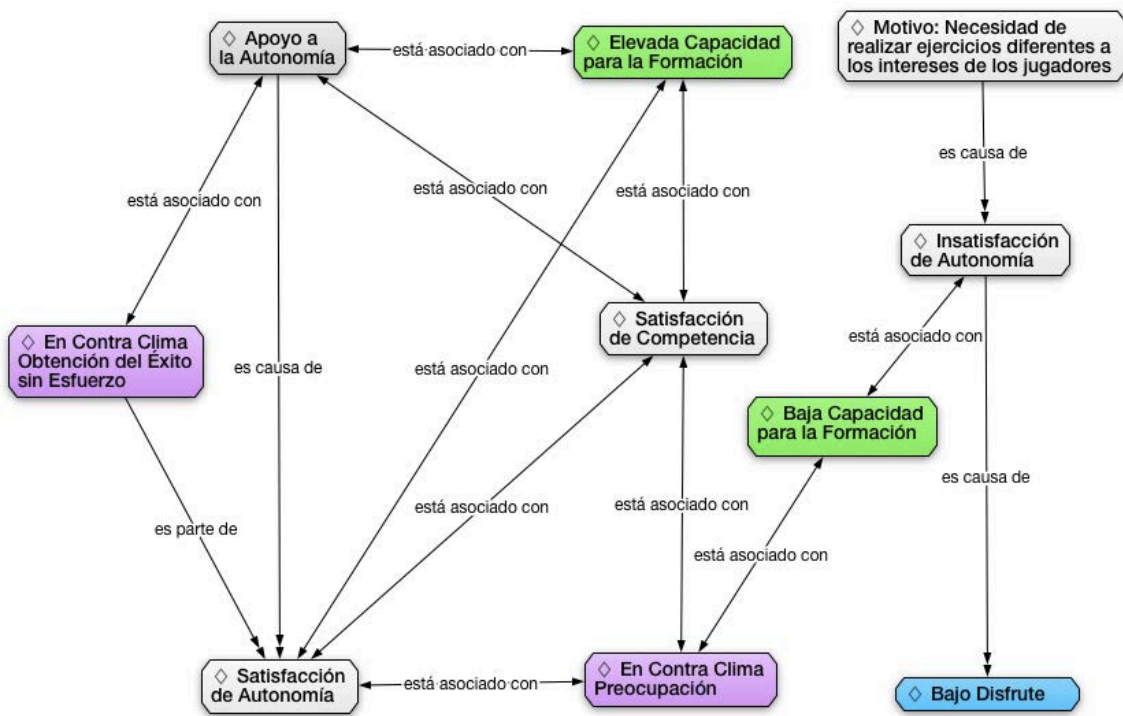 ◇ Apoyo a
la Autonomía
está asociado con
◇ Elevada Capacidad
para la Formación
◇ Motivo: Necesidad de
realizar ejercicios diferentes a
los intereses de los jugadores
es causa de
está asociado con
está asociado con
está asociado con
◇ Insatisfacción
de Autonomía
◇ En Contra Clima
Obtención del Éxito
sin Esfuerzo
es causa de
está asociado con
◇ Satisfacción
de Competencia
está asociado con
◇ Baja Capacidad
para la Formación
es parte de
está asociado con
está asociado con
está asociado con
es causa de
◇ Satisfacción
de Autonomía
está asociado con
◇ En Contra Clima
Preocupación
◇ Bajo Disfrute